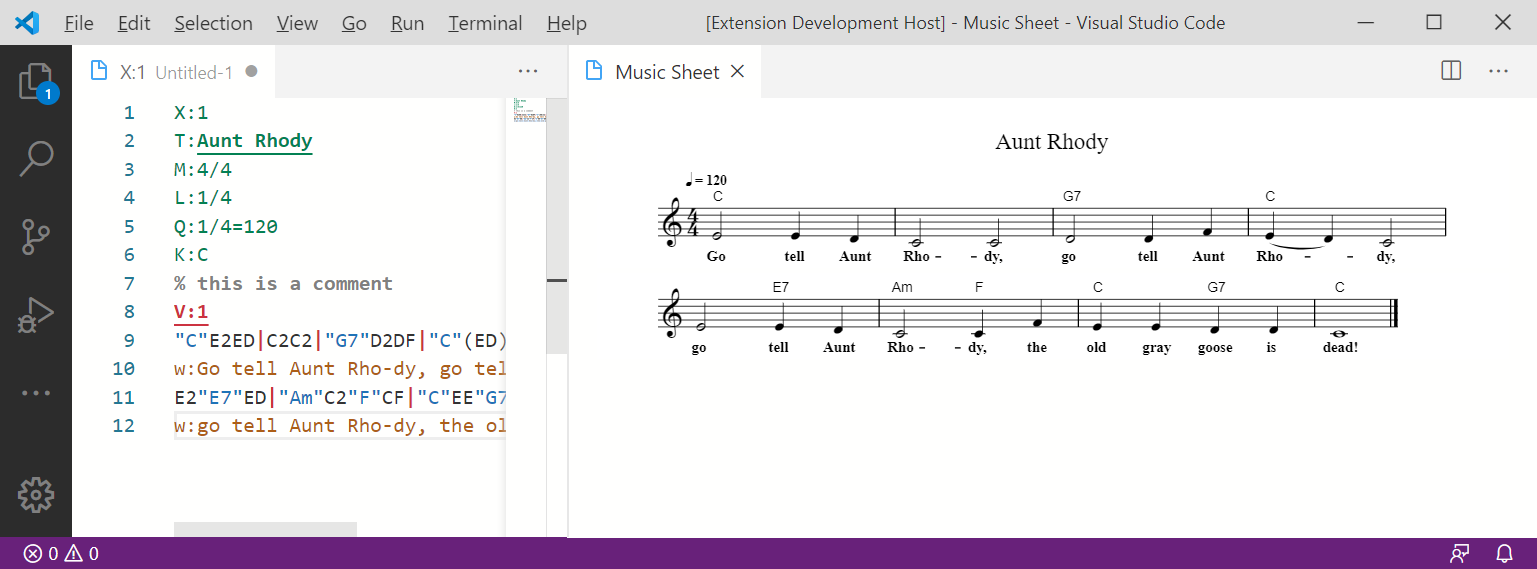 File Edit Selection View Go Run Terminal Help [Extension Development Host] - Music Sheet - Visual Studio Code
X:1 Untitled-1 ● ···
Music Sheet
1
1 X:1
2 T:Aunt Rhody
3 M:4/4
4 L:1/4
5 Q:1/4=120
6 K:C
7 % this is a comment
8 V:1
9 "C"E2ED|C2C2|"G7"D2DF|"C"(ED)
10 w:Go tell Aunt Rho-dy, go tel
11 E2"E7"ED|"Am"C2"F"CF|"C"EE"G7
12 w:go tell Aunt Rho-dy, the ol
Aunt Rhody
♩= 120
C G7 C
4
4
Go tell Aunt Rho - - dy, go tell Aunt Rho - - dy,
E7 Am F C G7 C
go tell Aunt Rho - - dy, the old gray goose is dead!
0 0